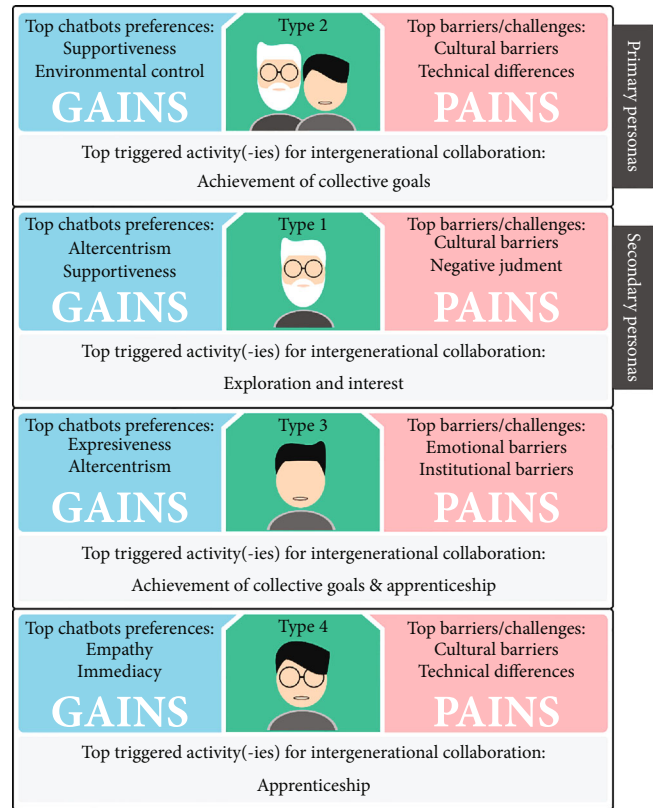 Top chatbots preferences:
Supportiveness
Environmental control
GAINS
Type 2
Top barriers/challenges:
Cultural barriers
Technical differences
PAINS
Top triggered activity(-ies) for intergenerational collaboration:
Achievement of collective goals
Primary personas
Top chatbots preferences:
Altercentrism
Supportiveness
GAINS
Type 1
Top barriers/challenges:
Cultural barriers
Negative judment
PAINS
Top triggered activity(-ies) for intergenerational collaboration:
Exploration and interest
Secondary personas
Top chatbots preferences:
Expresiveness
Altercentrism
GAINS
Type 3
Top barriers/challenges:
Emotional barriers
Institutional barriers
PAINS
Top triggered activity(-ies) for intergenerational collaboration:
Achievement of collective goals & apprenticeship
Top chatbots preferences:
Empathy
Immediacy
GAINS
Type 4
Top barriers/challenges:
Cultural barriers
Technical differences
PAINS
Top triggered activity(-ies) for intergenerational collaboration:
Apprenticeship